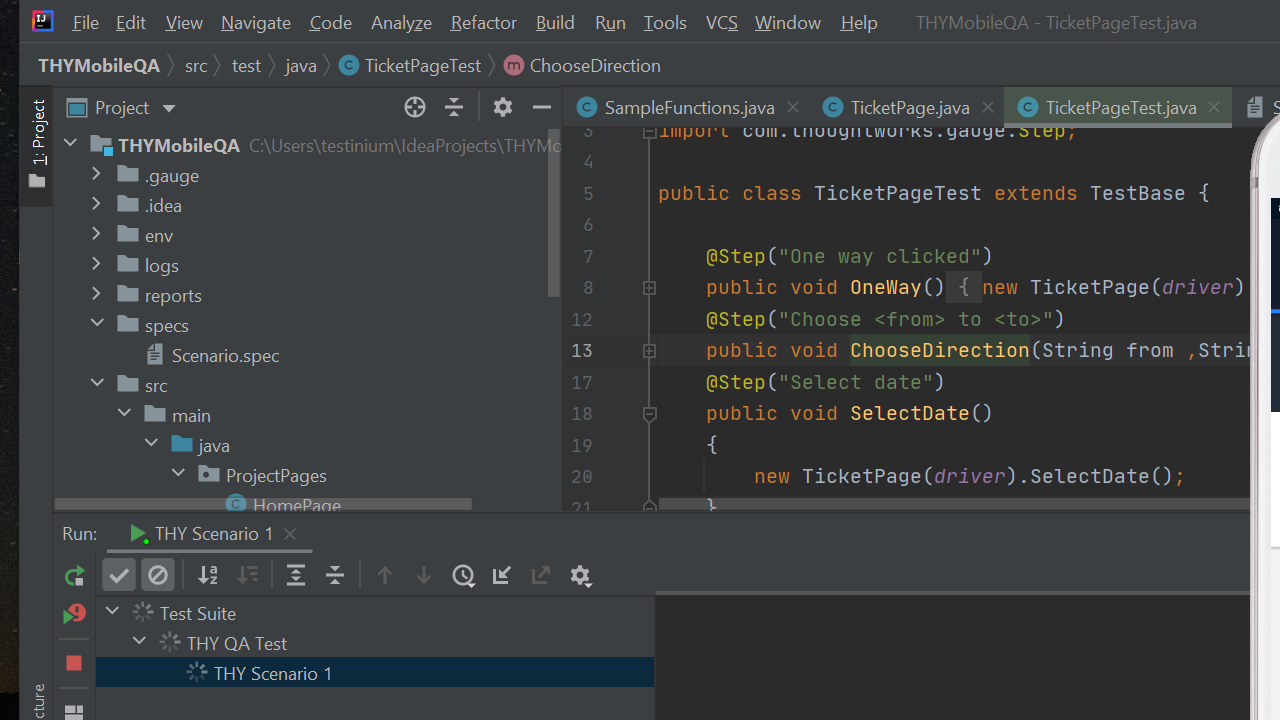 File Edit View Navigate Code Analyze Refactor Build Run Tools VCS Window Help THYMobileQA - TicketPageTest.java
THYMobileQA src test java TicketPageTest ChooseDirection
1: Project
Project
SampleFunctions.java TicketPage.java TicketPageTest.java
THYMobileQA C:\Users\testinium\IdeaProjects\THYMo
.gauge
.idea
env
logs
reports
specs
Scenario.spec
src
main
java
ProjectPages
HomePage
3 import com.thoughtworks.gauge.Step;
4
5 public class TicketPageTest extends TestBase {
6
7 @Step("One way clicked")
8 public void OneWay() { new TicketPage(driver)
12 @Step("Choose <from> to <to>")
13 public void ChooseDirection(String from ,Strin
17 @Step("Select date")
18 public void SelectDate()
19 {
20 new TicketPage(driver).SelectDate();
21 }
Run: THY Scenario 1
Test Suite
THY QA Test
THY Scenario 1
cture